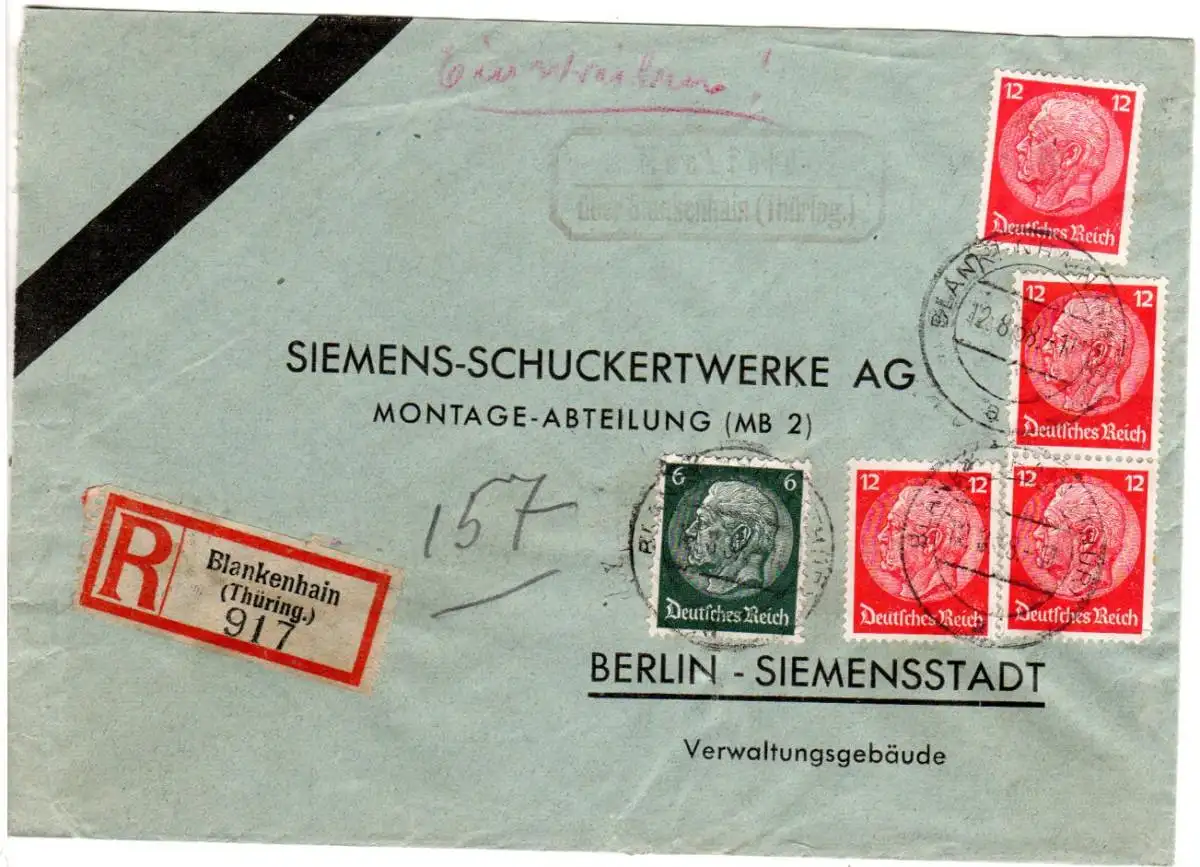 Einschreiben!
über Blankenhain (Thüring.)
12 12
Deutsches Reich
BLANKENHAIN
12.8.38.
a
12 12
Deutsches Reich
SIEMENS-SCHUCKERTWERKE AG
MONTAGE-ABTEILUNG (MB 2)
157
6 6
Deutsches Reich
12 12
Deutsches Reich
12 12
Deutsches Reich
R Blankenhain
(Thüring.)
917
BERLIN - SIEMENSSTADT
Verwaltungsgebäude